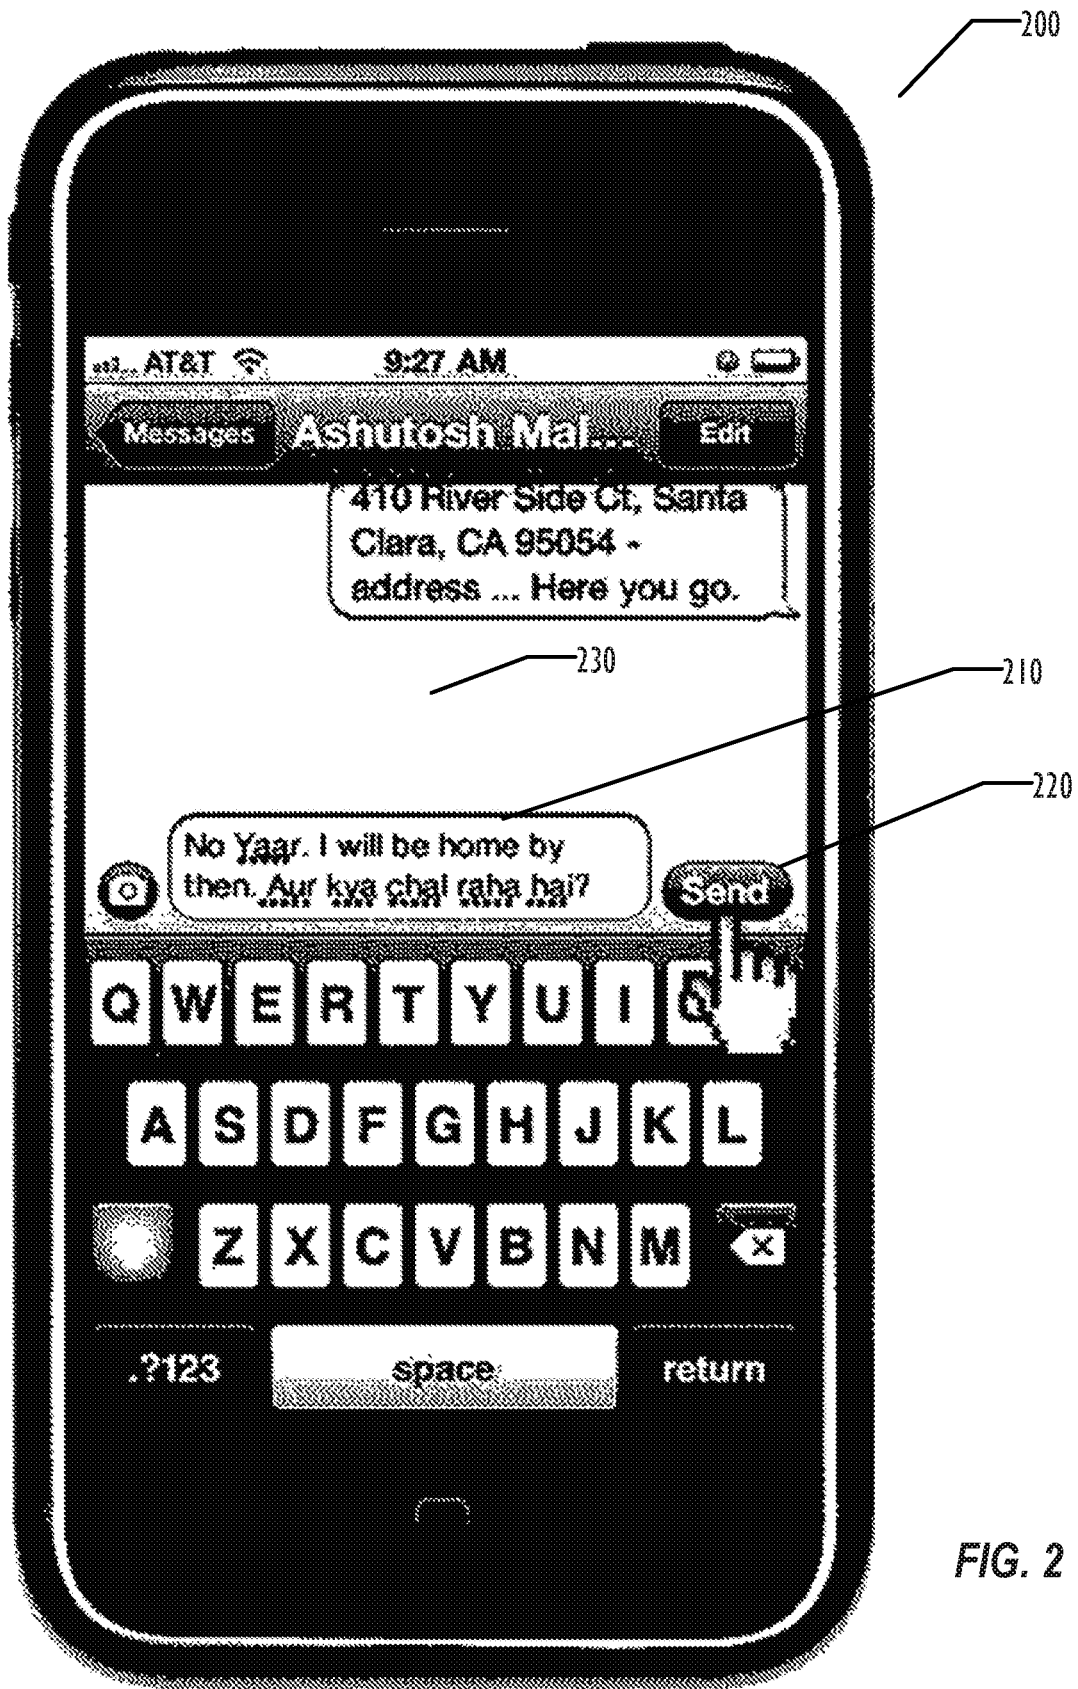 200
AT&T 9:27 AM
Messages Ashutosh Mal... Edit
410 River Side Ct, Santa
Clara, CA 95054 -
address ... Here you go.
230
210
220
No Yaar. I will be home by
then. Aur kya chal raha hai?
Send
Q W E R T Y U I O
A S D F G H J K L
Z X C V B N M
.?123 space return
FIG. 2